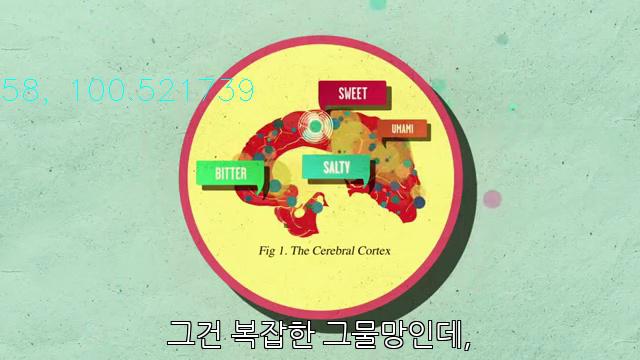 58, 100.521739
SWEET
UMAMI
BITTER
SALTY
Fig 1. The Cerebral Cortex
그건 복잡한 그물망인데,